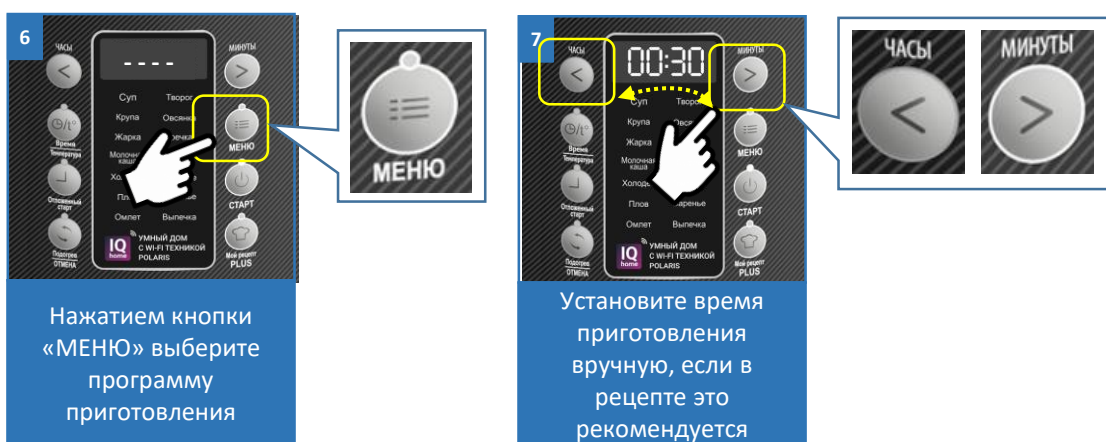 6
ЧАСЫ
МИНУТЫ
- - - -
Суп Творог
Крупа Овсянка
Время
Температура
Жарка
МЕНЮ
Молочная
каша
Отложенный
старт
СТАРТ
Омлет Выпечка
Подогрев
ОТМЕНА
IQ
home
УМНЫЙ ДОМ
С WI-FI ТЕХНИКОЙ
POLARIS
Мой рецепт
PLUS
МЕНЮ
Нажатием кнопки
«МЕНЮ» выберите
программу
приготовления
7
ЧАСЫ
МИНУТЫ
00:30
Суп
Крупа
Время
Температура
Жарка
МЕНЮ
Молочная
каша
Отложенный
старт
СТАРТ
Плов
Омлет Выпечка
Подогрев
ОТМЕНА
IQ
home
УМНЫЙ ДОМ
С WI-FI ТЕХНИКОЙ
POLARIS
Мой рецепт
PLUS
ЧАСЫ
МИНУТЫ
Установите время
приготовления
вручную, если в
рецепте это
рекомендуется